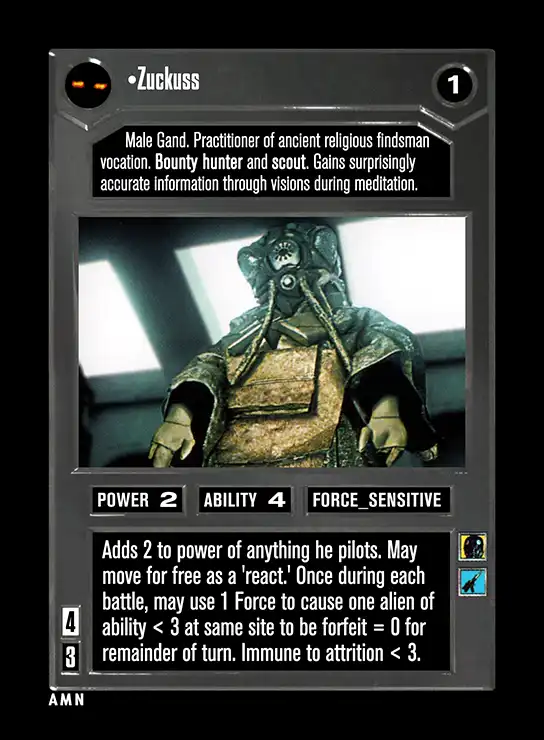 •Zuckuss
1
Male Gand. Practitioner of ancient religious findsman
vocation. Bounty hunter and scout. Gains surprisingly
accurate information through visions during meditation.
POWER 2
ABILITY 4
FORCE_SENSITIVE
Adds 2 to power of anything he pilots. May
move for free as a 'react.' Once during each
battle, may use 1 Force to cause one alien of
ability < 3 at same site to be forfeit = 0 for
remainder of turn. Immune to attrition < 3.
4
3
AMN